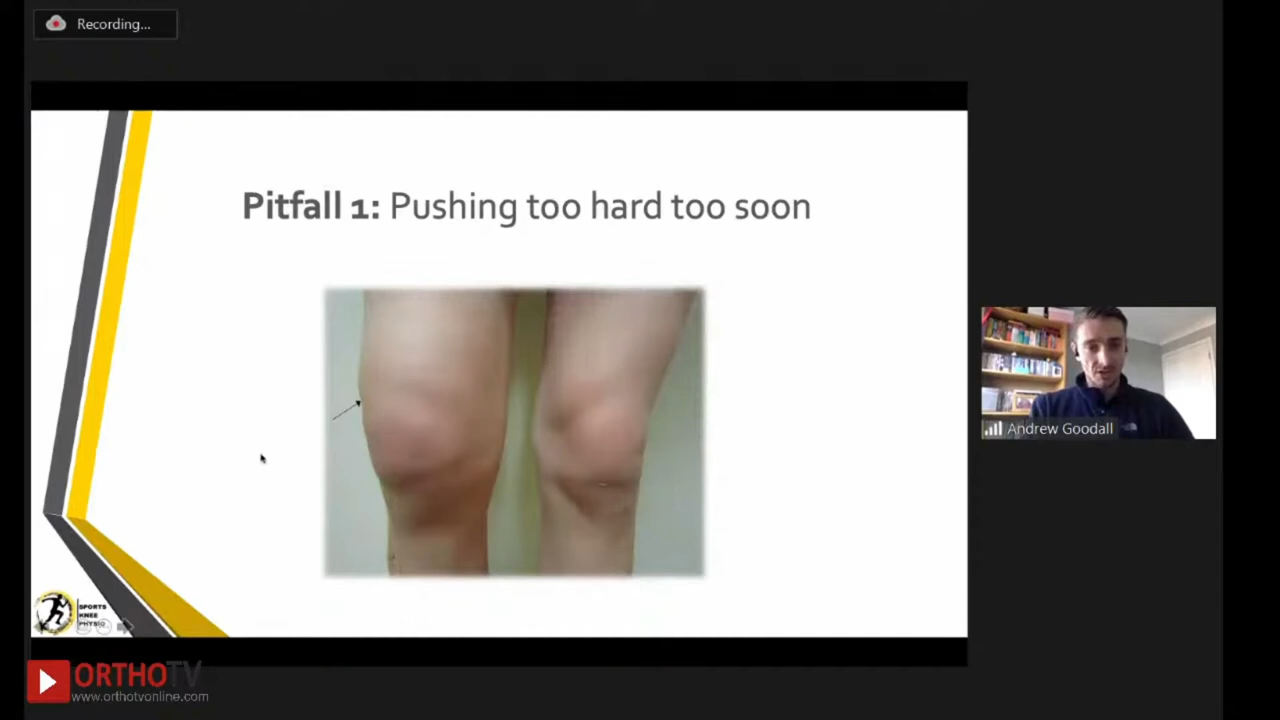 Recording...
Pitfall 1: Pushing too hard too soon
Andrew Goodall
SPORTS
KNEE
PHYSIO
ORTHOTV
www.orthotvonline.com